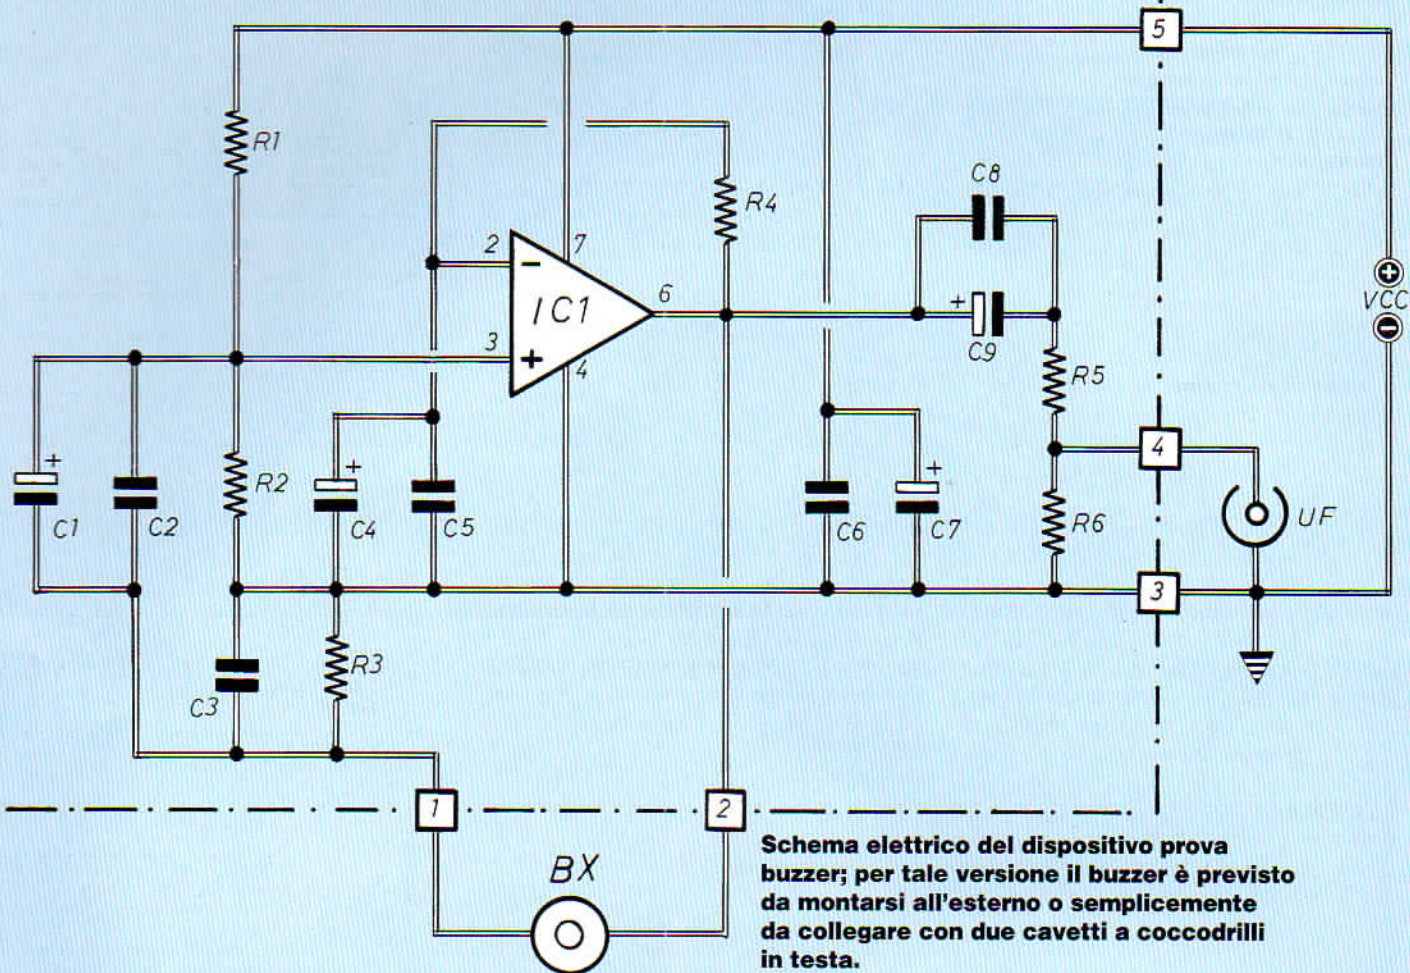 5
R1
C8
R4
2
7
6
IC1
+
VCC
3
4
C9
R5
+
4
+
+
R2
C1
C2
C4
C5
C6
C7
R6
UF
3
R3
C3
1
2
BX
Schema elettrico del dispositivo prova
buzzer; per tale versione il buzzer è previsto
da montarsi all'esterno o semplicemente
da collegare con due cavetti a coccodrilli
in testa.